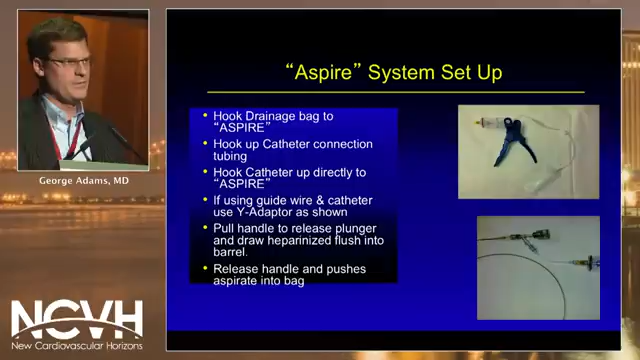 “Aspire” System Set Up
• Hook Drainage bag to
“ASPIRE”
• Hook up Catheter connection
tubing
• Hook Catheter up directly to
“ASPIRE”
• If using guide wire & catheter
use Y-Adaptor as shown
• Pull handle to release plunger
and draw heparinized flush into
barrel.
• Release handle and pushes
aspirate into bag
George Adams, MD
NCVH
New Cardiovascular Horizons